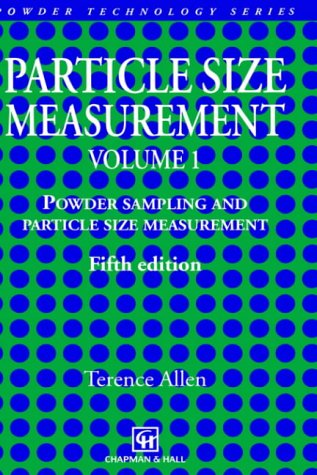 POWDER TECHNOLOGY SERIES
PARTICLE SIZE
MEASUREMENT
VOLUME 1
POWDER SAMPLING AND
PARTICLE SIZE MEASUREMENT
Fifth edition
Terence Allen
CH
CHAPMAN & HALL